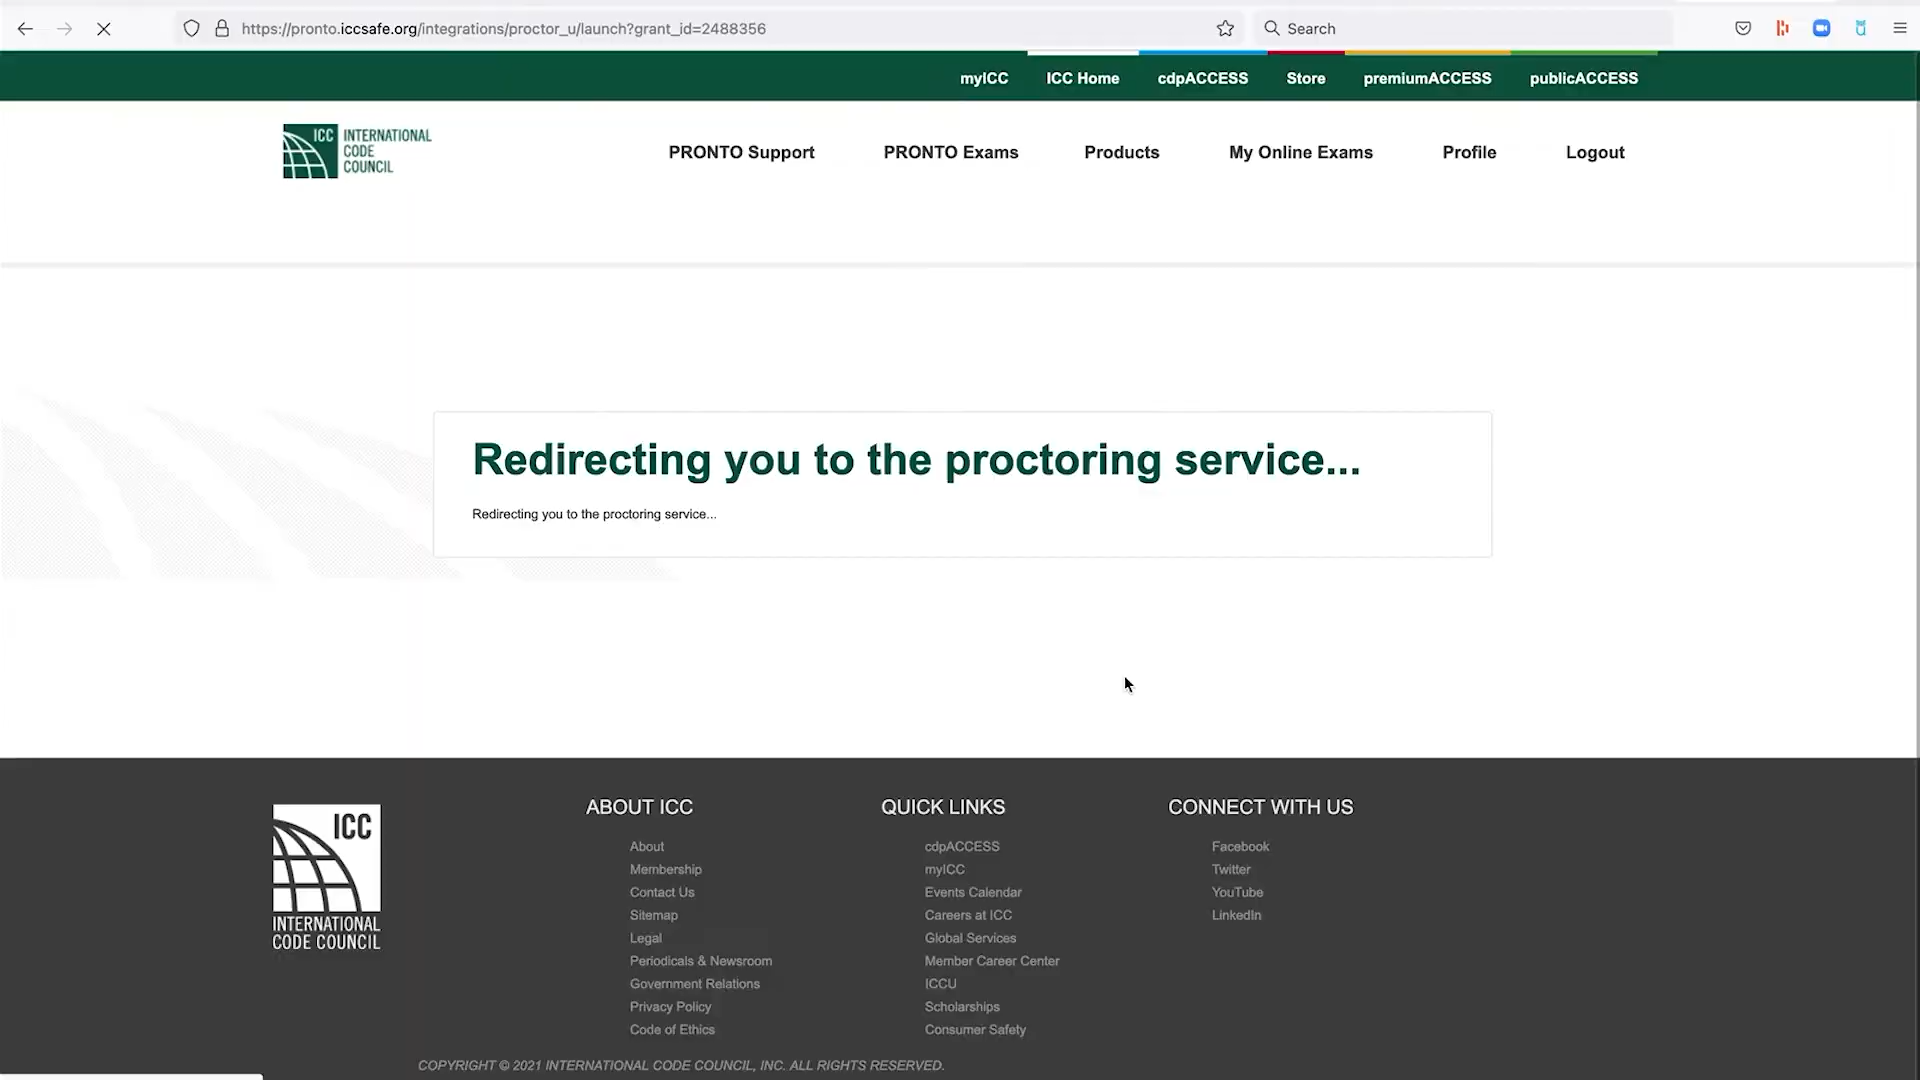 https://pronto.iccsafe.org/integrations/proctor_u/launch?grant_id=2488356
Search
myICC
ICC Home
cdpACCESS
Store
premiumACCESS
publicACCESS
ICC INTERNATIONAL
CODE
COUNCIL
PRONTO Support
PRONTO Exams
Products
My Online Exams
Profile
Logout
Redirecting you to the proctoring service...
Redirecting you to the proctoring service...
ICC
INTERNATIONAL
CODE COUNCIL
ABOUT ICC
About
Membership
Contact Us
Sitemap
Legal
Periodicals & Newsroom
Government Relations
Privacy Policy
Code of Ethics
QUICK LINKS
cdpACCESS
myICC
Events Calendar
Careers at ICC
Global Services
Member Career Center
ICCU
Scholarships
Consumer Safety
CONNECT WITH US
Facebook
Twitter
YouTube
LinkedIn
COPYRIGHT © 2021 INTERNATIONAL CODE COUNCIL, INC. ALL RIGHTS RESERVED.